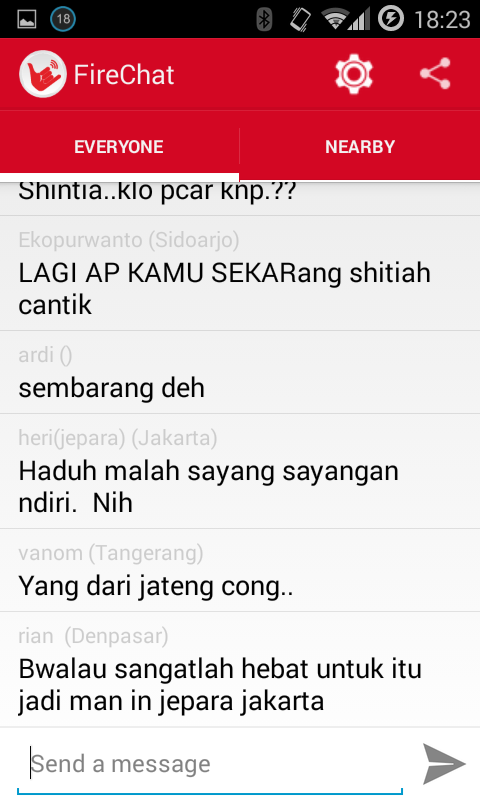 18
18:23
FireChat
EVERYONE
NEARBY
Shintia..klo pcar knp.??
Ekopurwanto (Sidoarjo)
LAGI AP KAMU SEKARang shitiah
cantik
ardi ()
sembarang deh
heri(jepara) (Jakarta)
Haduh malah sayang sayangan
ndiri.  Nih
vanom (Tangerang)
Yang dari jateng cong..
rian  (Denpasar)
Bwalau sangatlah hebat untuk itu
jadi man in jepara jakarta
Send a message